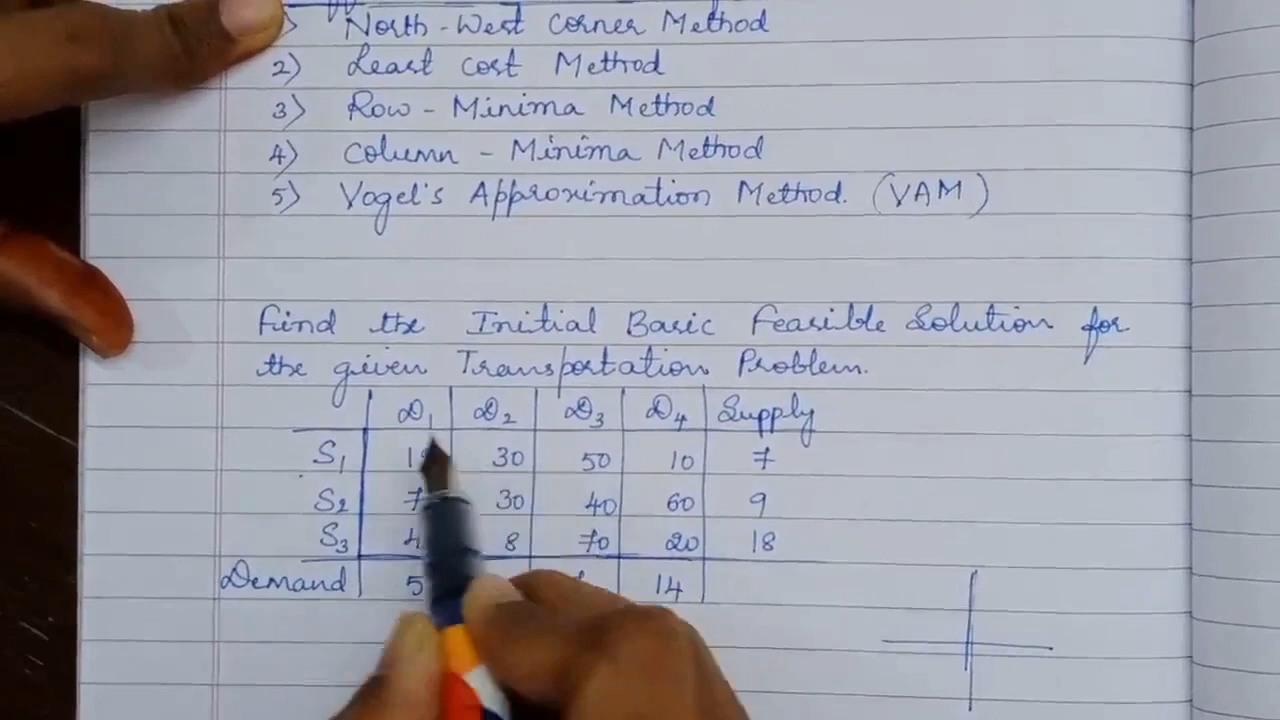 North-West Corner Method
2) Least cost Method
3) Row - Minima Method
4) Column - Minima Method
5) Vogel's Approximation Method. (VAM)
Find the Initial Basic Feasible Solution for
the given Transportation Problem.
D1 D2 D3 D4 Supply
S1 30 50 10 7
S2 30 40 60 9
S3 8 70 20 18
Demand 5 14